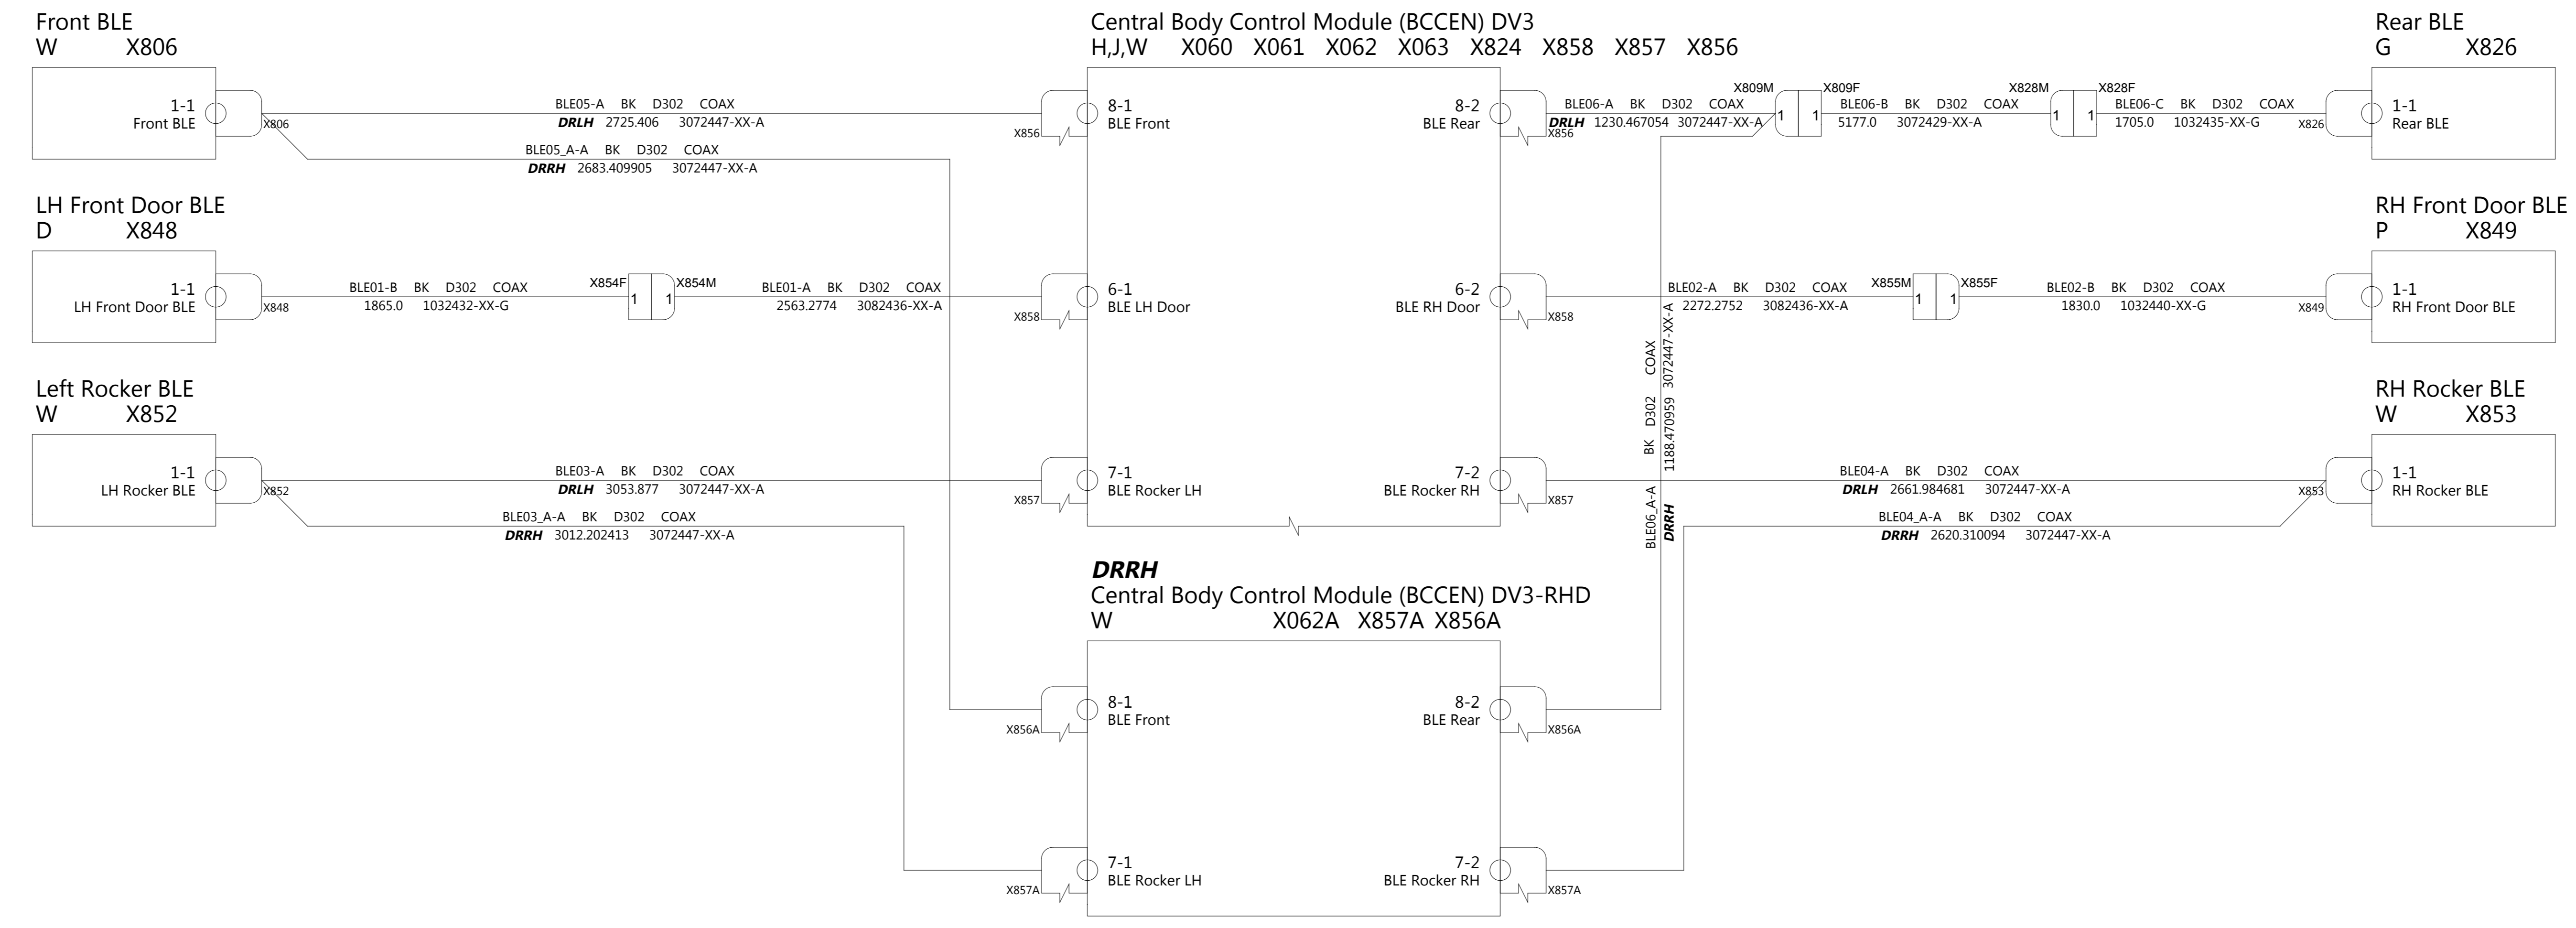 Front BLE
W X806
1-1
Front BLE
X806
BLE05-A BK D302 COAX
DRLH 2725.406 3072447-XX-A
BLE05_A-A BK D302 COAX
DRRH 2683.409905 3072447-XX-A
LH Front Door BLE
D X848
1-1
LH Front Door BLE
X848
BLE01-B BK D302 COAX
1865.0 1032432-XX-G
X854F
1
1
X854M
BLE01-A BK D302 COAX
2563.2774 3082436-XX-A
Left Rocker BLE
W X852
1-1
LH Rocker BLE
X852
BLE03-A BK D302 COAX
DRLH 3053.877 3072447-XX-A
BLE03_A-A BK D302 COAX
DRRH 3012.202413 3072447-XX-A
Central Body Control Module (BCCEN) DV3
H,J,W X060 X061 X062 X063 X824 X858 X857 X856
X856
8-1
BLE Front
8-2
BLE Rear
X856
X858
6-1
BLE LH Door
6-2
BLE RH Door
X858
X857
7-1
BLE Rocker LH
7-2
BLE Rocker RH
X857
DRRH
Central Body Control Module (BCCEN) DV3-RHD
W X062A X857A X856A
X856A
8-1
BLE Front
8-2
BLE Rear
X856A
X857A
7-1
BLE Rocker LH
7-2
BLE Rocker RH
X857A
BLE06-A BK D302 COAX
DRLH 1230.467054 3072447-XX-A
X809M
1
1
X809F
BLE06-B BK D302 COAX
5177.0 3072429-XX-A
X828M
1
1
X828F
BLE06-C BK D302 COAX
1705.0 1032435-XX-G
X826
Rear BLE
G X826
1-1
Rear BLE
BLE06_A-A BK D302 COAX
DRRH 1188.470959 3072447-XX-A
BLE02-A BK D302 COAX
2272.2752 3082436-XX-A
X855M
1
1
X855F
BLE02-B BK D302 COAX
1830.0 1032440-XX-G
X849
RH Front Door BLE
P X849
1-1
RH Front Door BLE
BLE04-A BK D302 COAX
DRLH 2661.984681 3072447-XX-A
BLE04_A-A BK D302 COAX
DRRH 2620.310094 3072447-XX-A
X853
RH Rocker BLE
W X853
1-1
RH Rocker BLE